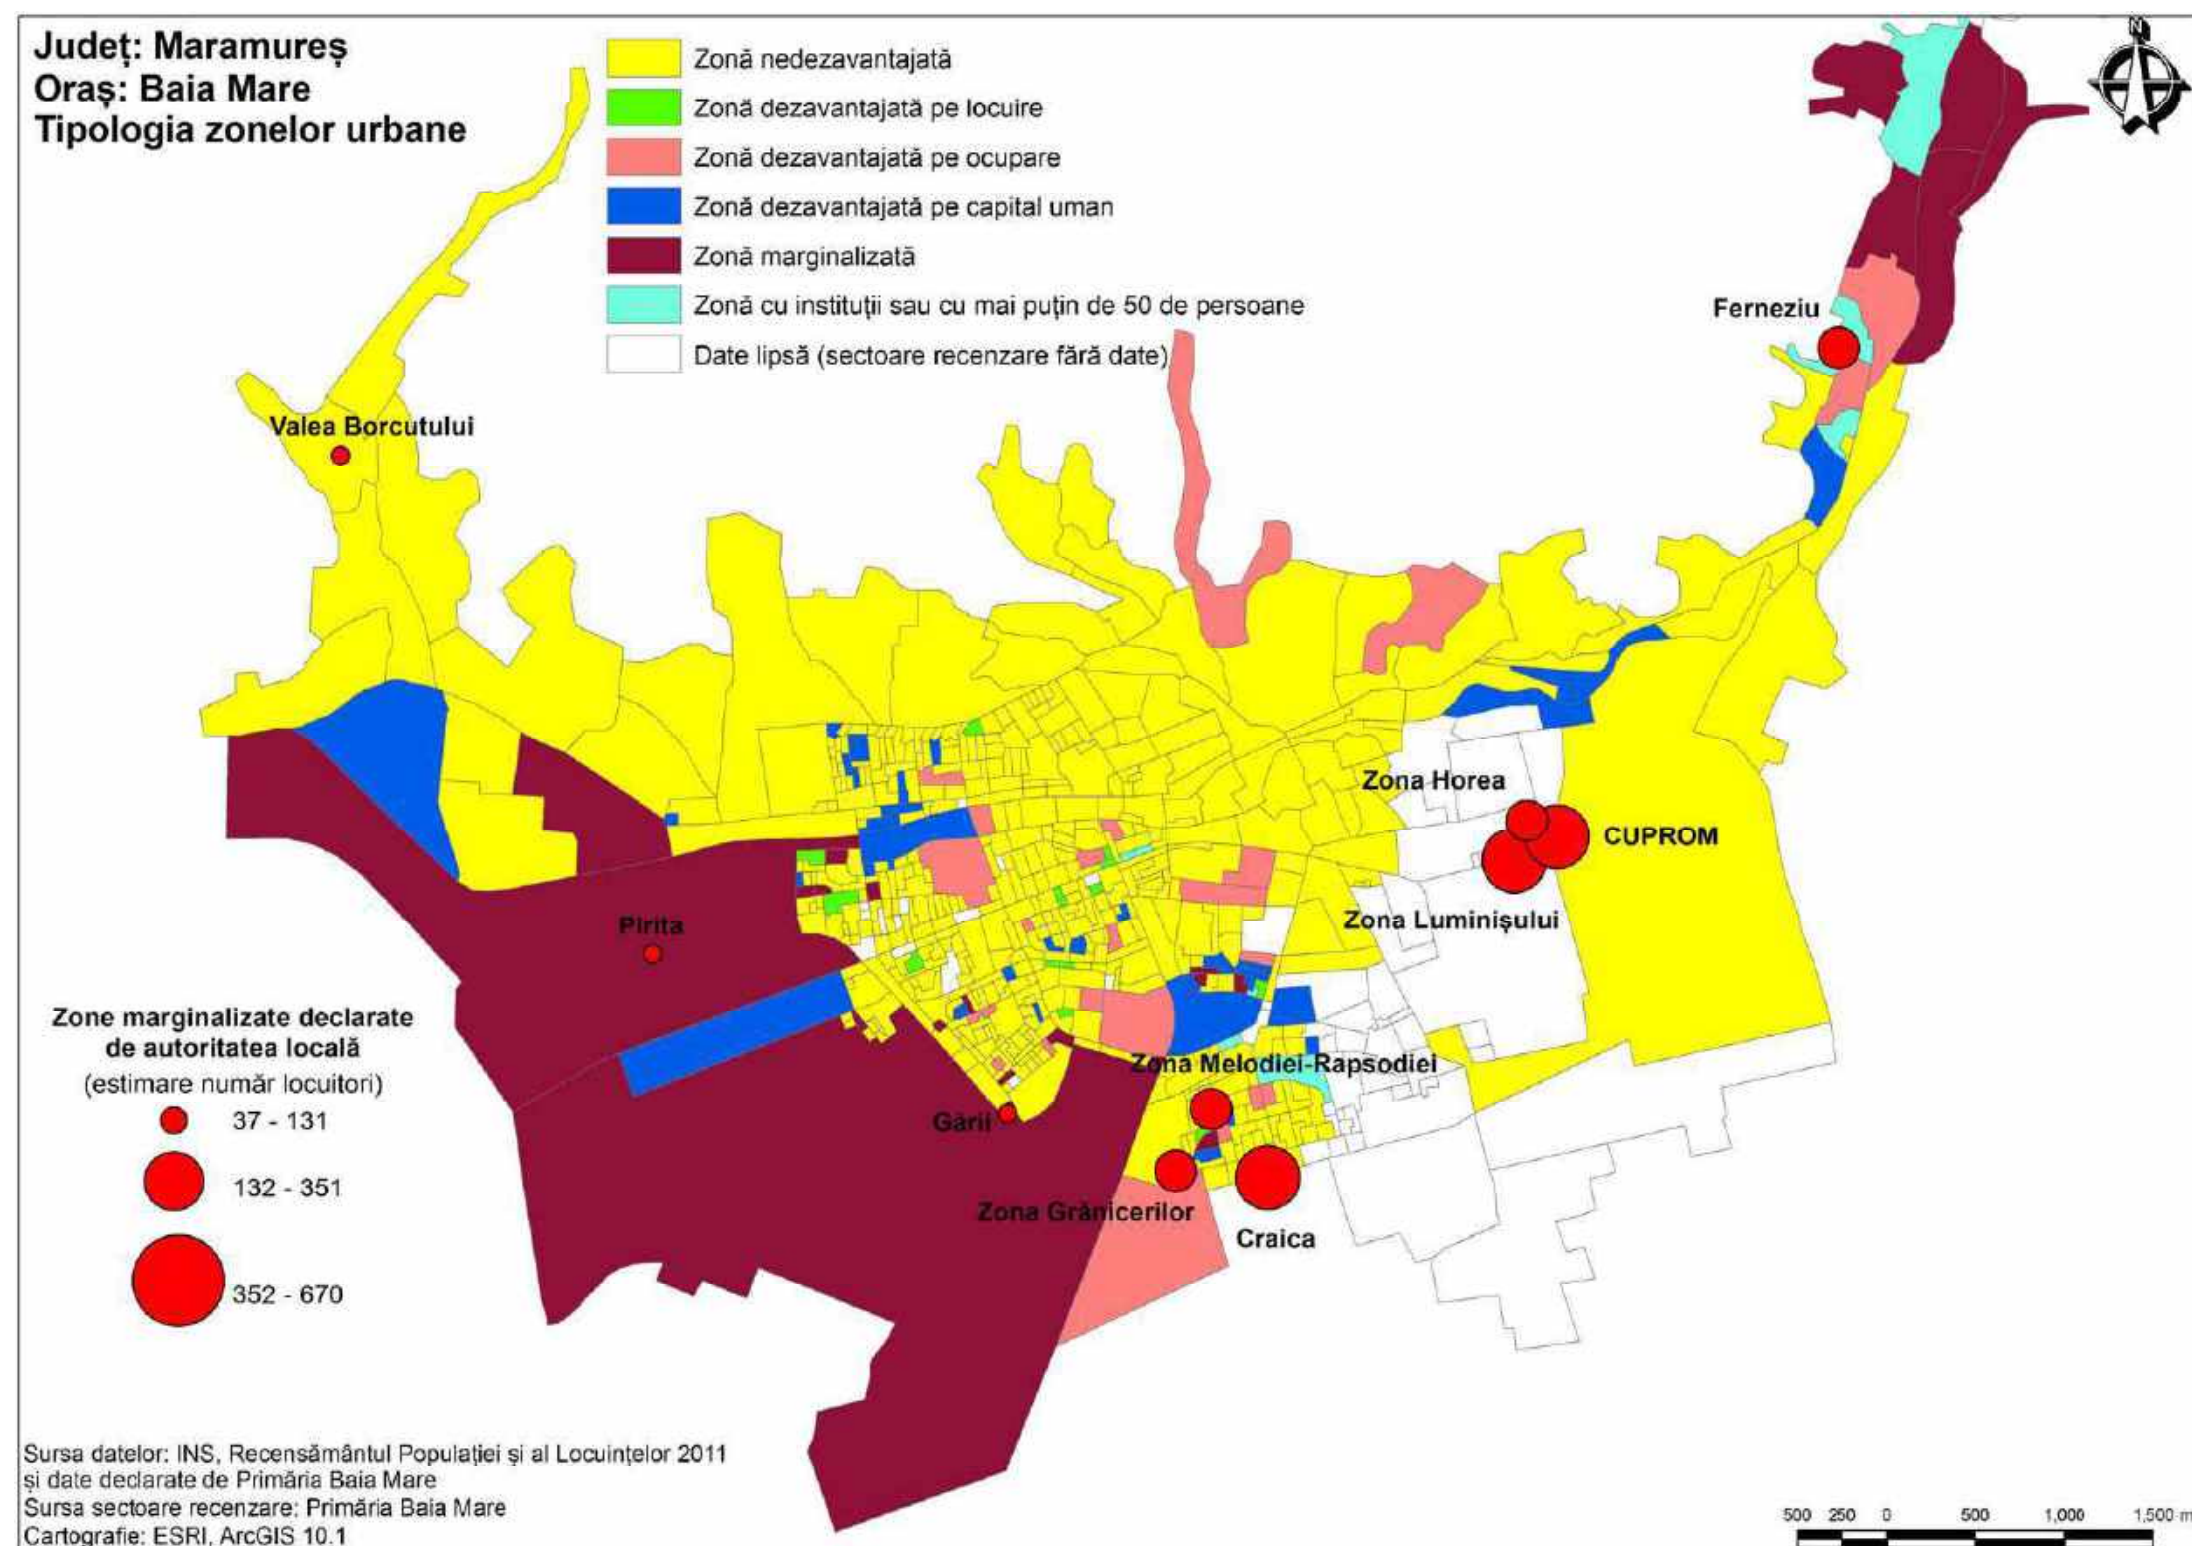 Județ: Maramureș
Oraș: Baia Mare
Tipologia zonelor urbane
Zonă nedezavantajată
Zonă dezavantajată pe locuire
Zonă dezavantajată pe ocupare
Zonă dezavantajată pe capital uman
Zonă marginalizată
Zonă cu instituții sau cu mai puțin de 50 de persoane
Date lipsă (sectoare recenzare fără date)
N
Ferneziu
Valea Borcutului
Zona Horea
CUPROM
Zona Luminișului
Pirita
Zona Melodiei-Rapsodiei
Gării
Zona Grănicerilor
Craica
Zone marginalizate declarate
de autoritatea locală
(estimare număr locuitori)
37 - 131
132 - 351
352 - 670
Sursa datelor: INS, Recensământul Populației și al Locuințelor 2011
și date declarate de Primăria Baia Mare
Sursa sectoare recenzare: Primăria Baia Mare
Cartografie: ESRI, ArcGIS 10.1
500 250 0 500 1,000 1,500 m